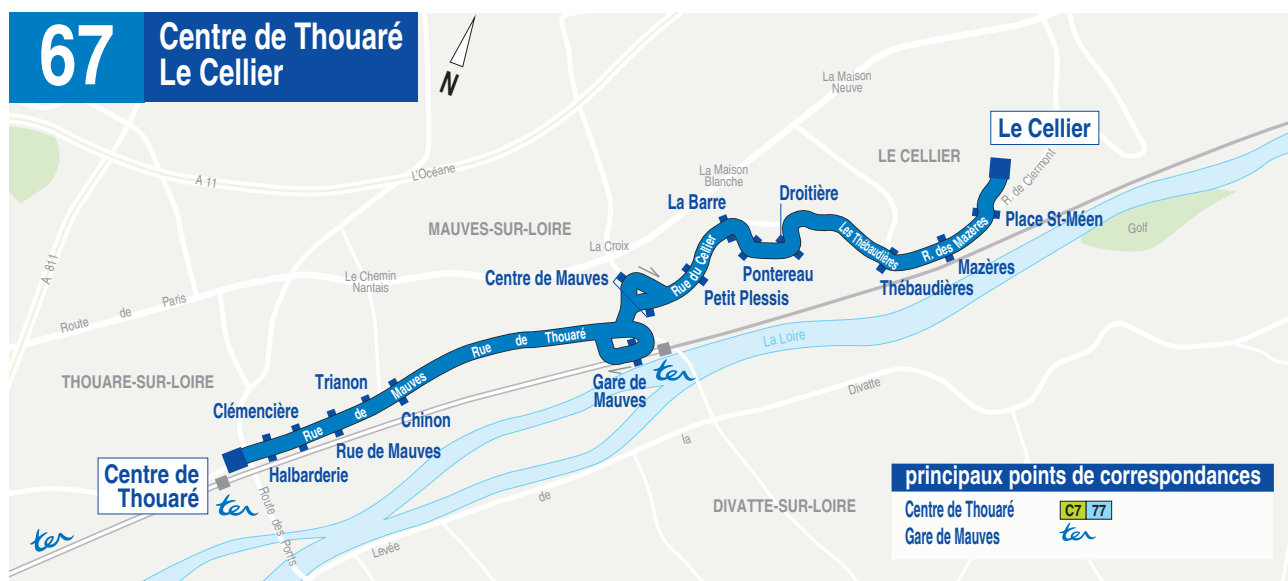 67
Centre de Thouaré
Le Cellier
N
La Maison
Neuve
Le Cellier
LE CELLIER
R. de Clermont
A 11
L'Océane
La Maison
Blanche
Droitière
La Barre
Place St-Méen
Golf
MAUVES-SUR-LOIRE
La Croix
Les Thébaudières
R. des Mazères
Mazères
A 811
Le Chemin
Nantais
Centre de Mauves
Rue du Cellier
Pontereau
Petit Plessis
Thébaudières
Route de Paris
Rue de Thouaré
La Loire
THOUARE-SUR-LOIRE
Trianon
ter
Gare de
Mauves
Divatte
Clémencière
Rue de Mauves
Chinon
Rue de Mauves
Halbarderie
la
Centre de
Thouaré
ter
de
DIVATTE-SUR-LOIRE
Route des Ponts
Levée
ter
principaux points de correspondances
Centre de Thouaré C7 77
Gare de Mauves ter